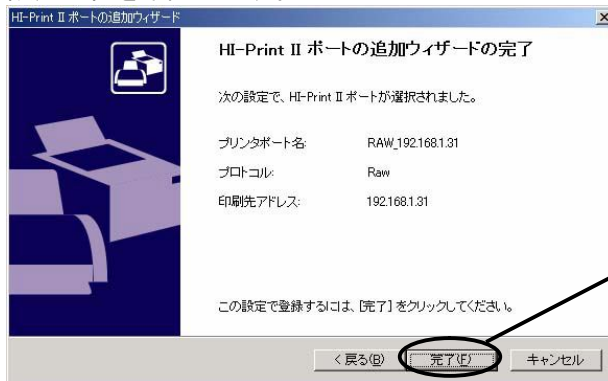 HI-Print Ⅱ ポートの追加ウィザード
HI-Print Ⅱ ポートの追加ウィザードの完了
次の設定で、HI-Print Ⅱ ポートが選択されました。
プリンタポート名: RAW_192.168.1.31
プロトコル: Raw
印刷先アドレス: 192.168.1.31
この設定で登録するには、[完了] をクリックしてください。
< 戻る(B) 完了(F) キャンセル